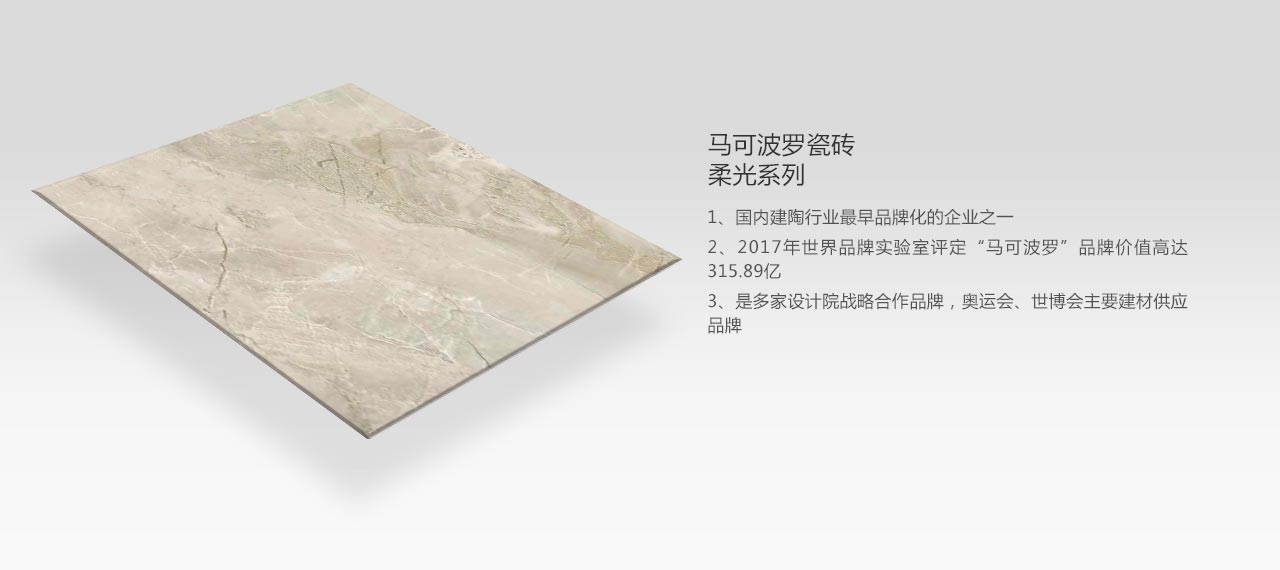 马可波罗瓷砖
柔光系列
1、国内建陶行业最早品牌化的企业之一
2、2017年世界品牌实验室评定“马可波罗”品牌价值高达
315.89亿
3、是多家设计院战略合作品牌，奥运会、世博会主要建材供应
品牌